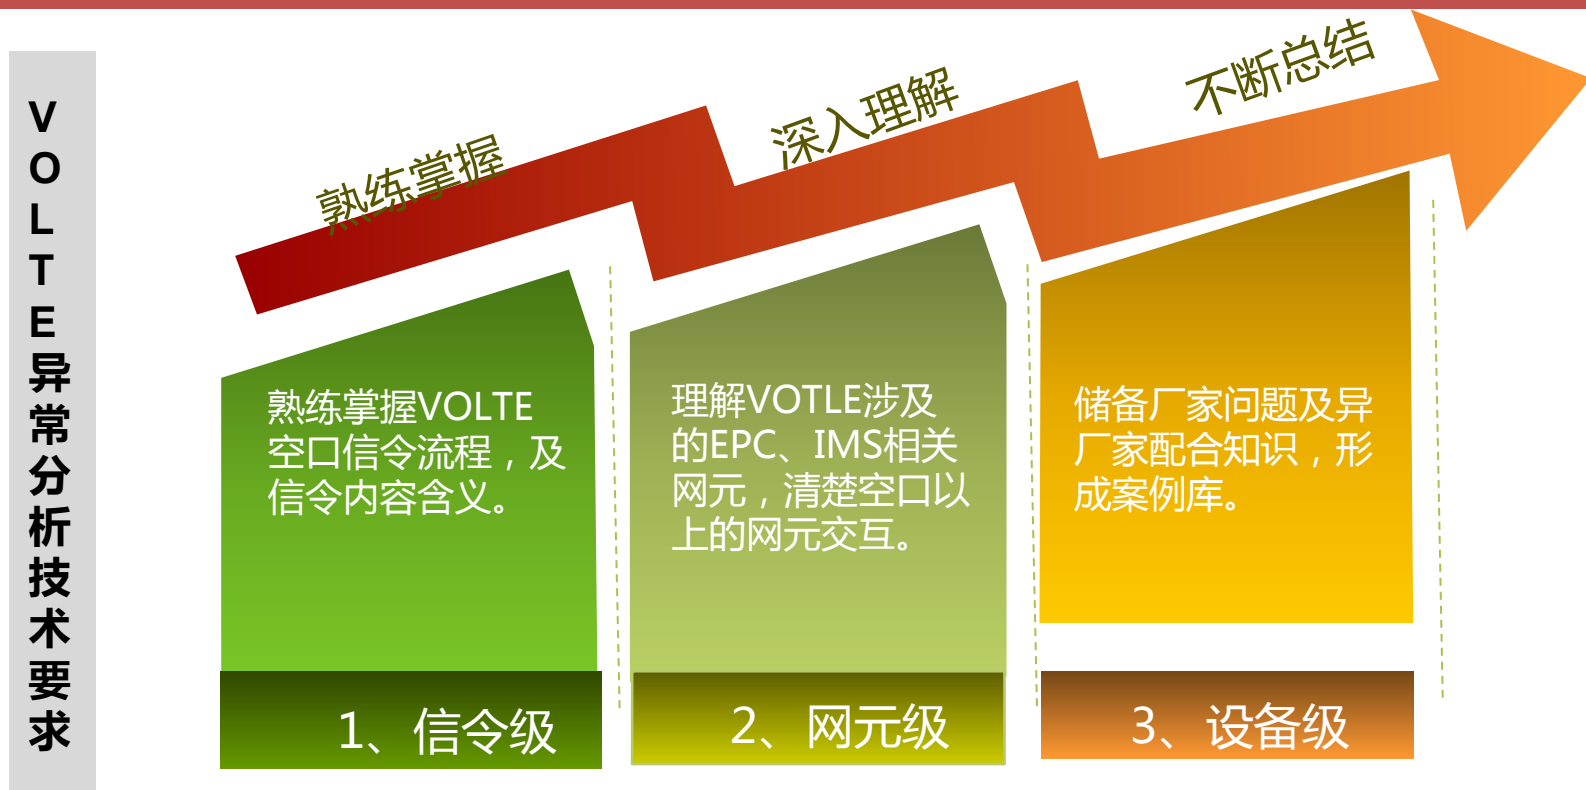 VOLTE异常分析技术要求
熟练掌握
深入理解
不断总结
熟练掌握VOLTE
空口信令流程，及
信令内容含义。
理解VOTLE涉及
的EPC、IMS相关
网元，清楚空口以
上的网元交互。
储备厂家问题及异
厂家配合知识，形
成案例库。
1、信令级
2、网元级
3、设备级